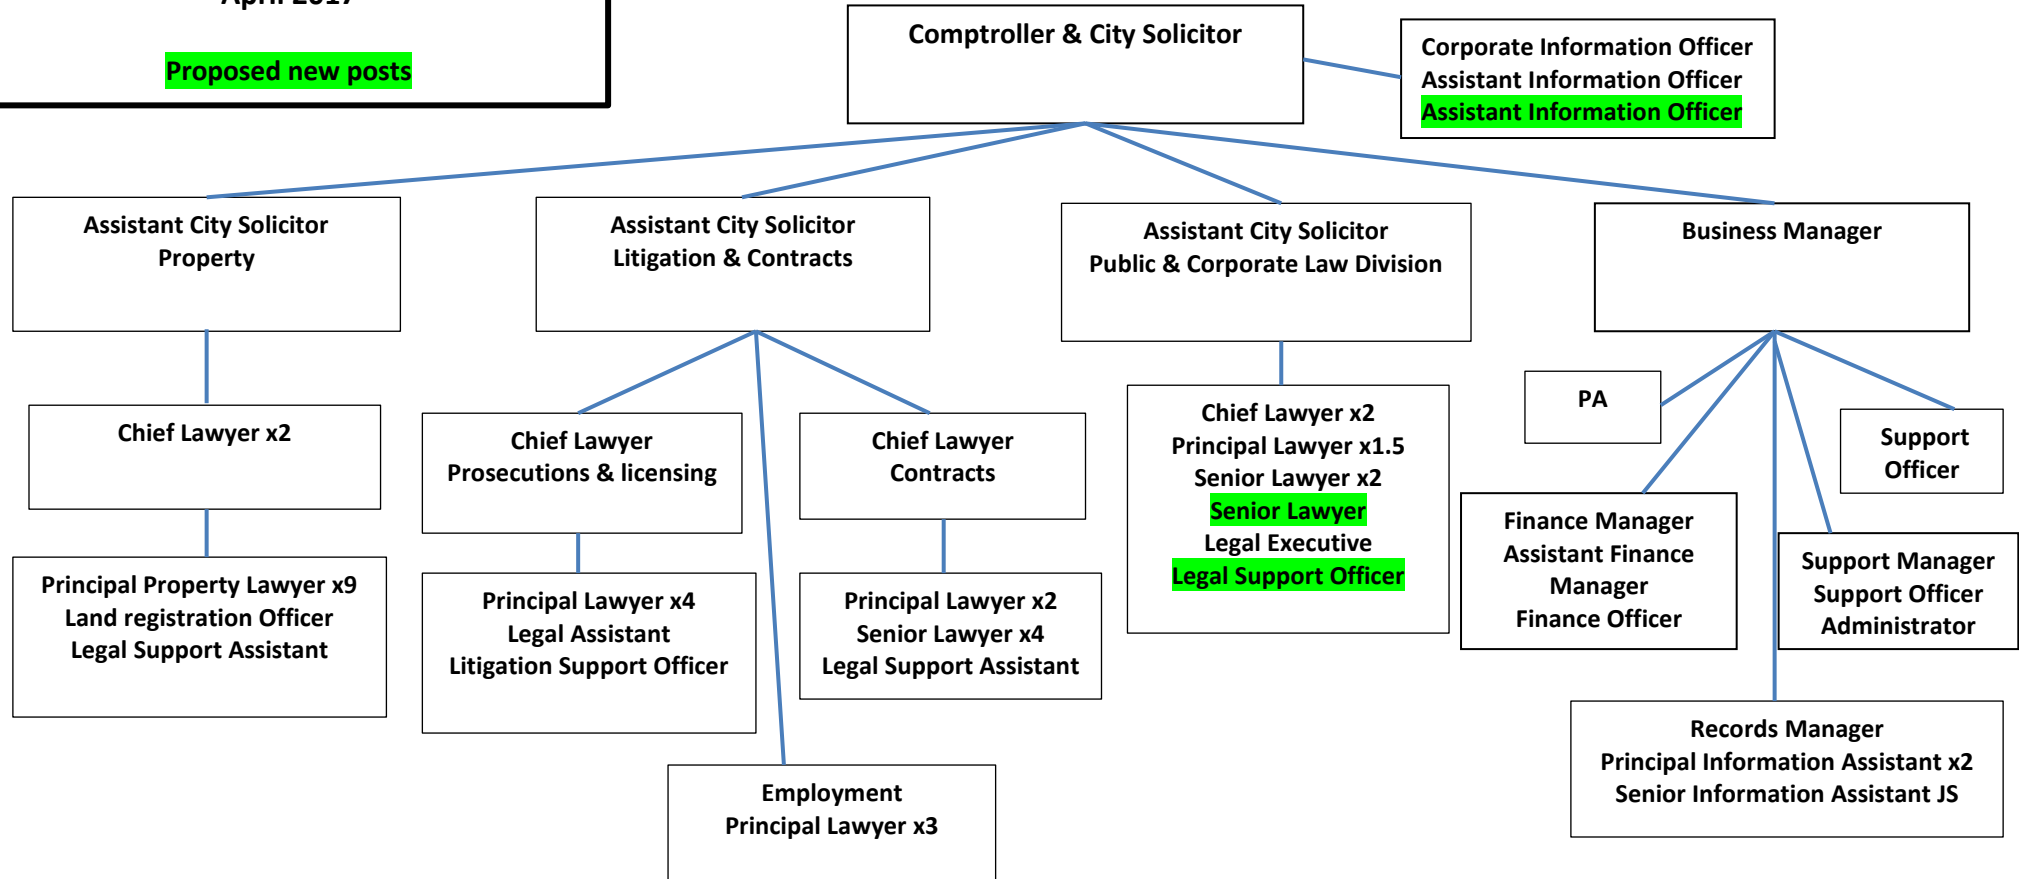 April 2017
Proposed new posts
Comptroller & City Solicitor
Corporate Information Officer
Assistant Information Officer
Assistant Information Officer
Assistant City Solicitor
Property
Assistant City Solicitor
Litigation & Contracts
Assistant City Solicitor
Public & Corporate Law Division
Business Manager
Chief Lawyer x2
Chief Lawyer
Prosecutions & licensing
Chief Lawyer
Contracts
Chief Lawyer x2
Principal Lawyer x1.5
Senior Lawyer x2
Senior Lawyer
Legal Executive
Legal Support Officer
PA
Support
Officer
Principal Property Lawyer x9
Land registration Officer
Legal Support Assistant
Principal Lawyer x4
Legal Assistant
Litigation Support Officer
Principal Lawyer x2
Senior Lawyer x4
Legal Support Assistant
Finance Manager
Assistant Finance
Manager
Finance Officer
Support Manager
Support Officer
Administrator
Employment
Principal Lawyer x3
Records Manager
Principal Information Assistant x2
Senior Information Assistant JS